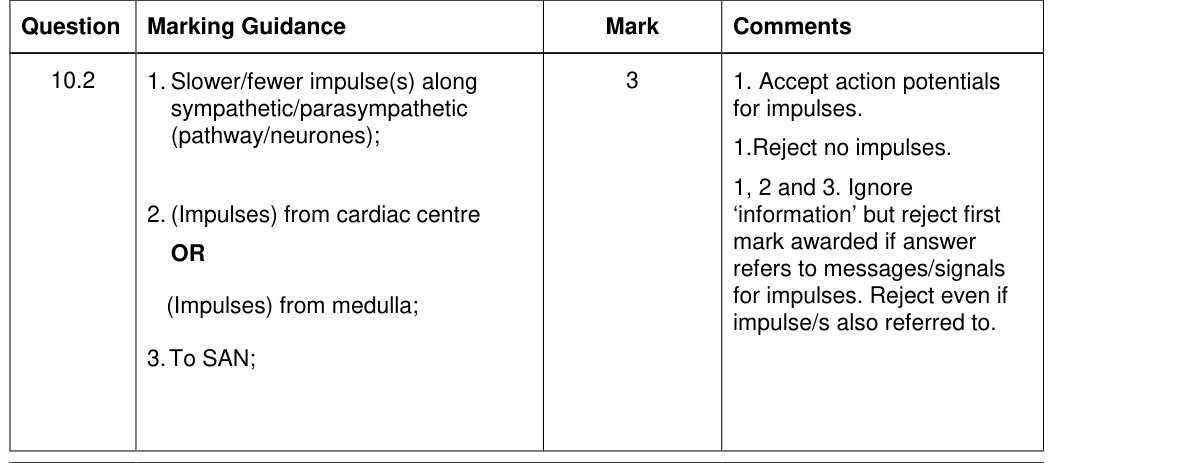 Question Marking Guidance Mark Comments
10.2
1. Slower/fewer impulse(s) along
sympathetic/parasympathetic
(pathway/neurones);
2. (Impulses) from cardiac centre
OR
(Impulses) from medulla;
3. To SAN;
3
1. Accept action potentials
for impulses.
1.Reject no impulses.
1, 2 and 3. Ignore
‘information’ but reject first
mark awarded if answer
refers to messages/signals
for impulses. Reject even if
impulse/s also referred to.